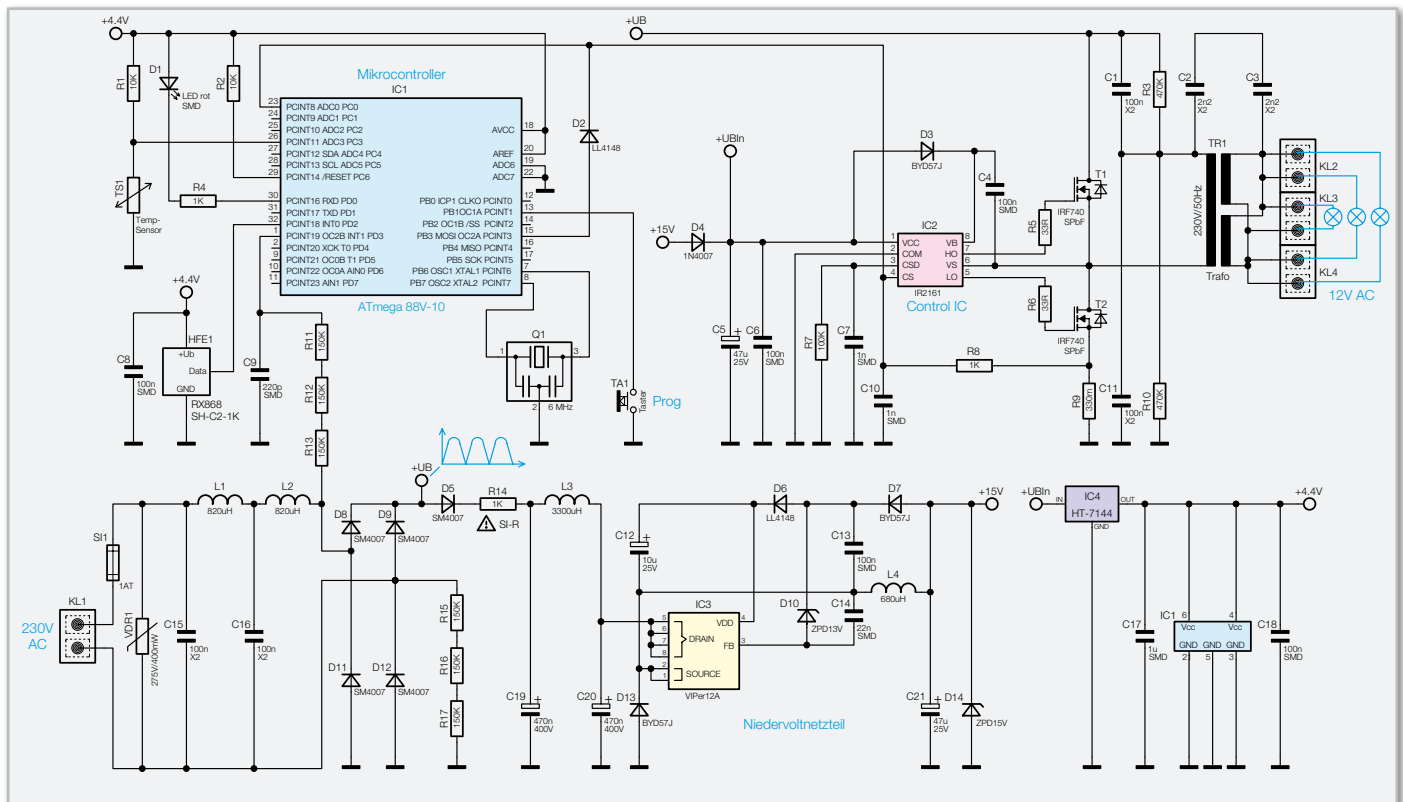 +4.4V
+UB
R1
10K
D1
LED rot
SMD
R2
10K
Mikrocontroller
IC1
23 PCINT8 ADC0 PC0
24 PCINT9 ADC1 PC1
25 PCINT10 ADC2 PC2
26 PCINT11 ADC3 PC3
27 PCINT12 SDA ADC4 PC4
28 PCINT13 SCL ADC5 PC5
29 PCINT14 /RESET PC6
30 PCINT16 RXD PD0
31 PCINT17 TXD PD1
32 PCINT18 INT0 PD2
1 PCINT19 OC2B INT1 PD3
2 PCINT20 XCK T0 PD4
9 PCINT21 OC0B T1 PD5
10 PCINT22 OC0A AIN0 PD6
11 PCINT23 AIN1 PD7
AVCC 18
AREF 20
ADC6 19
ADC7 22
PB0 ICP1 CLKO PCINT0 12
PB1OC1A PCINT1 13
PB2 OC1B /SS PCINT2 14
PB3 MOSI OC2A PCINT3 15
PB4 MISO PCINT4 16
PB5 SCK PCINT5 17
PB6 OSC1 XTAL1 PCINT6 7
PB7 OSC2 XTAL2 PCINT7 8
ATmega 88V-10
TS1
Temp-
Sensor
R4
1K
D2
LL4148
+UBIn
+15V
D4
1N4007
D3
BYD57J
C4
100n
SMD
IC2
1 VCC
2 COM
3 CSD
4 CS
VB 8
HO 7
VS 6
LO 5
IR2161
Control IC
R5
33R
T1
IRF740
SPbF
R6
33R
T2
IRF740
SPbF
C1
100n
X2
R3
470K
C2
2n2
X2
C3
2n2
X2
TR1
230V/50Hz
Trafo
KL2
KL3
KL4
12V AC
C5
+
47u
25V
C6
100n
SMD
R7
100K
C7
1n
SMD
R8
1K
C10
1n
SMD
R9
330m
C11
100n
X2
R10
470K
+4.4V
HFE1
+Ub
Data
GND
RX868
SH-C2-1K
C8
100n
SMD
C9
220p
SMD
R11
150K
R12
150K
R13
150K
Q1
1
3
2
6 MHz
TA1
Taster
Prog
+UB
L1
820uH
L2
820uH
D5
SM4007
R14
1K
SI-R
L3
3300uH
D8
SM4007
D9
SM4007
SI1
1AT
KL1
230V
AC
VDR1
275V/400mW
C15
100n
X2
C16
100n
X2
D11
SM4007
D12
SM4007
R15
150K
R16
150K
R17
150K
C19
+
470n
400V
C20
+
470n
400V
C12
+
10u
25V
D6
LL4148
D7
BYD57J
+15V
C13
100n
SMD
L4
680uH
IC3
5
6
7
8
DRAIN
2
1
SOURCE
VDD 4
FB 3
VIPer12A
D10
ZPD13V
C14
22n
SMD
D13
BYD57J
C21
+
47u
25V
D14
ZPD15V
Niedervoltnetzteil
+UBIn
IN
IC4
HT-7144
OUT
GND
+4.4V
C17
1u
SMD
IC1
6
4
Vcc
Vcc
GND
GND
GND
21
5
3
C18
100n
SMD